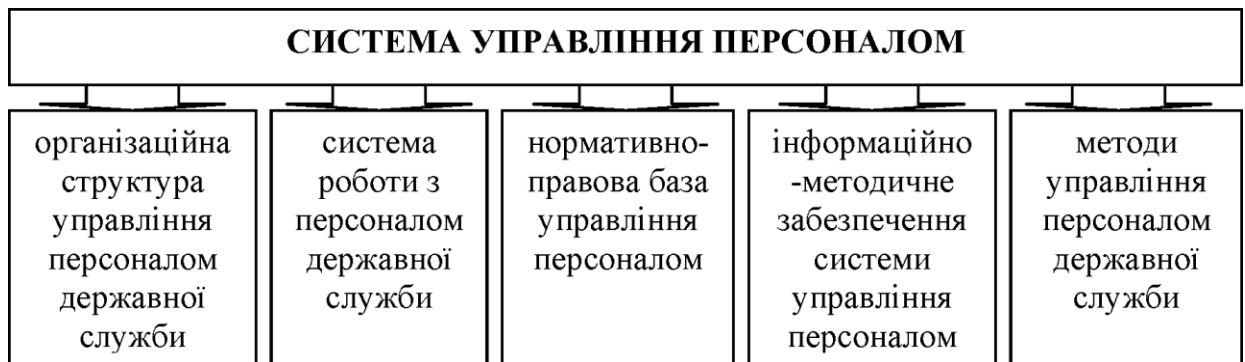 СИСТЕМА УПРАВЛІННЯ ПЕРСОНАЛОМ
організаційна
структура
управління
персоналом
державної
служби
система
роботи з
персоналом
державної
служби
нормативно-
правова база
управління
персоналом
інформаційно
-методичне
забезпечення
системи
управління
персоналом
методи
управління
персоналом
державної
служби